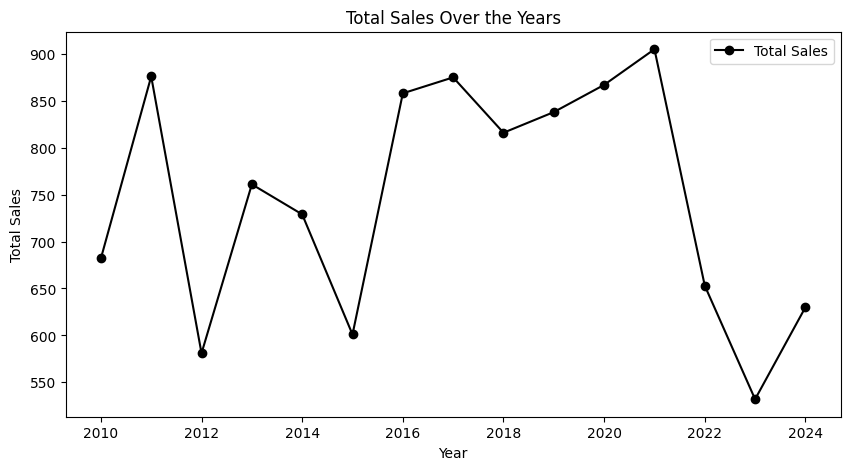 Total Sales Over the Years
Total Sales
900
850
800
750
700
650
600
550
Total Sales
2010 2012 2014 2016 2018 2020 2022 2024
Year